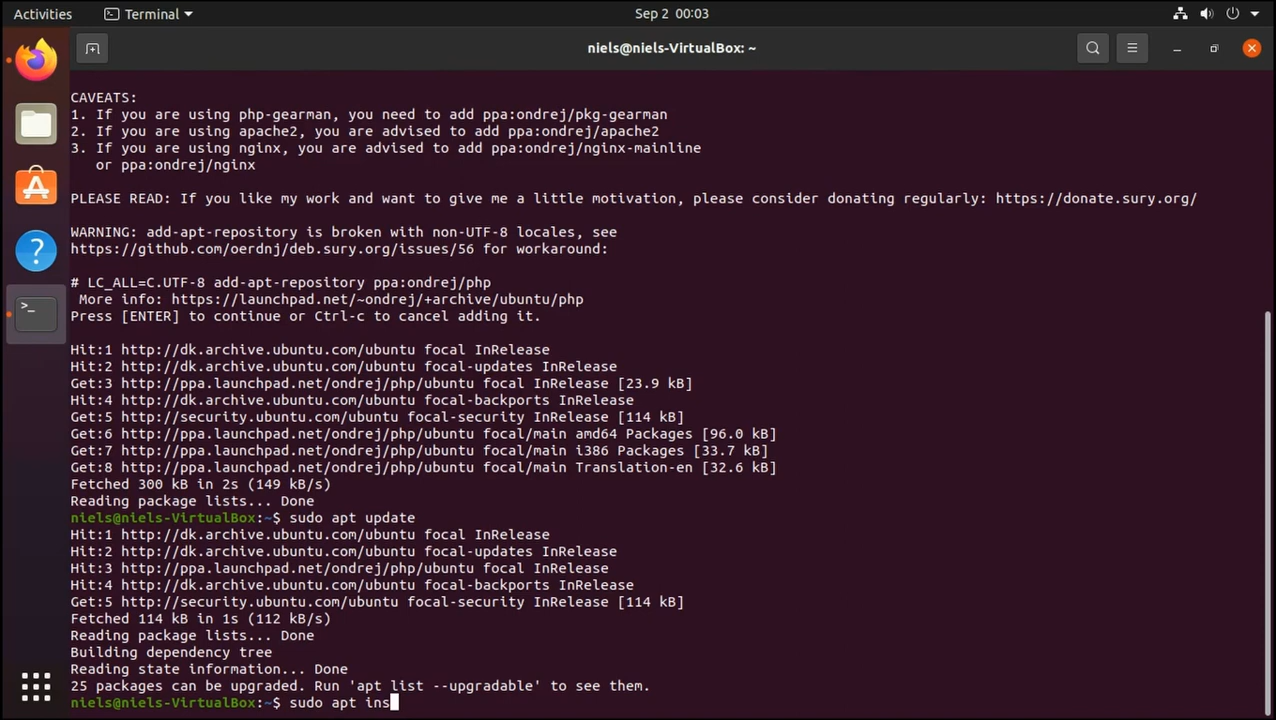 Activities
Terminal
Sep 2 00:03
niels@niels-VirtualBox: ~
CAVEATS:
1. If you are using php-gearman, you need to add ppa:ondrej/pkg-gearman
2. If you are using apache2, you are advised to add ppa:ondrej/apache2
3. If you are using nginx, you are advised to add ppa:ondrej/nginx-mainline
or ppa:ondrej/nginx
PLEASE READ: If you like my work and want to give me a little motivation, please consider donating regularly: https://donate.sury.org/
WARNING: add-apt-repository is broken with non-UTF-8 locales, see
https://github.com/oerdnj/deb.sury.org/issues/56 for workaround:
# LC_ALL=C.UTF-8 add-apt-repository ppa:ondrej/php
More info: https://launchpad.net/~ondrej/+archive/ubuntu/php
Press [ENTER] to continue or Ctrl-c to cancel adding it.
Hit:1 http://dk.archive.ubuntu.com/ubuntu focal InRelease
Hit:2 http://dk.archive.ubuntu.com/ubuntu focal-updates InRelease
Get:3 http://ppa.launchpad.net/ondrej/php/ubuntu focal InRelease [23.9 kB]
Hit:4 http://dk.archive.ubuntu.com/ubuntu focal-backports InRelease
Get:5 http://security.ubuntu.com/ubuntu focal-security InRelease [114 kB]
Get:6 http://ppa.launchpad.net/ondrej/php/ubuntu focal/main amd64 Packages [96.0 kB]
Get:7 http://ppa.launchpad.net/ondrej/php/ubuntu focal/main i386 Packages [33.7 kB]
Get:8 http://ppa.launchpad.net/ondrej/php/ubuntu focal/main Translation-en [32.6 kB]
Fetched 300 kB in 2s (149 kB/s)
Reading package lists... Done
niels@niels-VirtualBox:~$ sudo apt update
Hit:1 http://dk.archive.ubuntu.com/ubuntu focal InRelease
Hit:2 http://dk.archive.ubuntu.com/ubuntu focal-updates InRelease
Hit:3 http://ppa.launchpad.net/ondrej/php/ubuntu focal InRelease
Hit:4 http://dk.archive.ubuntu.com/ubuntu focal-backports InRelease
Get:5 http://security.ubuntu.com/ubuntu focal-security InRelease [114 kB]
Fetched 114 kB in 1s (112 kB/s)
Reading package lists... Done
Building dependency tree
Reading state information... Done
25 packages can be upgraded. Run 'apt list --upgradable' to see them.
niels@niels-VirtualBox:~$ sudo apt ins